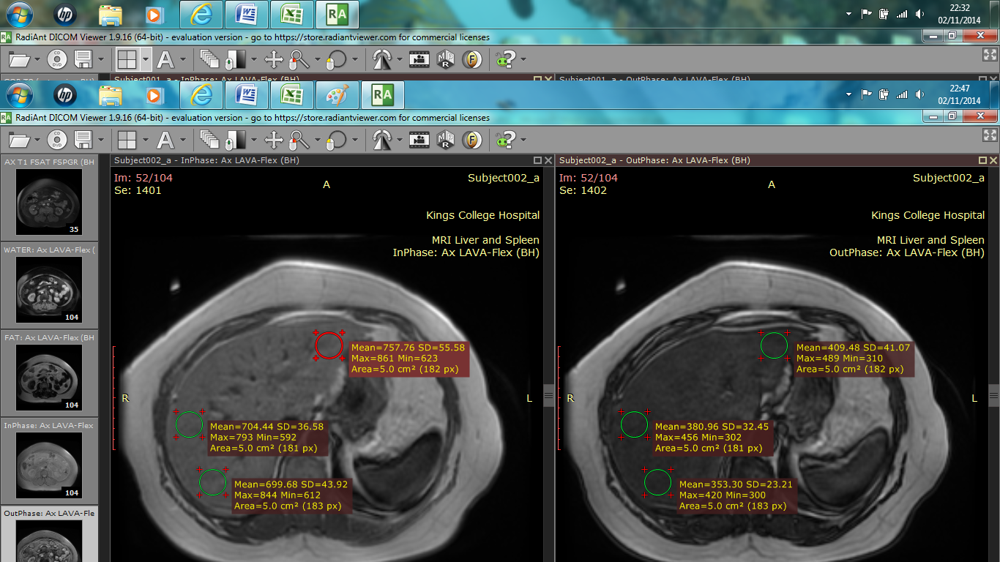 22:32
02/11/2014
RadiAnt DICOM Viewer 1.9.16 (64-bit) - evaluation version - go to https://store.radiantviewer.com for commercial licenses
Subject001_a - InPhase: Ax LAVA-Flex (BH)
Subject001_a - OutPhase: Ax LAVA-Flex (BH)
hp
RA
22:47
02/11/2014
RadiAnt DICOM Viewer 1.9.16 (64-bit) - evaluation version - go to https://store.radiantviewer.com for commercial licenses
AX T1 FSAT FSPGR (BH
35
WATER: Ax LAVA-Flex (
104
FAT: Ax LAVA-Flex (BH
104
InPhase: Ax LAVA-Flex
104
OutPhase: Ax LAVA-Fle
Subject002_a - InPhase: Ax LAVA-Flex (BH)
Im: 52/104
Se: 1401
A
Subject002_a
Kings College Hospital
MRI Liver and Spleen
InPhase: Ax LAVA-Flex (BH)
Mean=757.76 SD=55.58
Max=861 Min=623
Area=5.0 cm² (182 px)
R
L
Mean=704.44 SD=36.58
Max=793 Min=592
Area=5.0 cm² (181 px)
Mean=699.68 SD=43.92
Max=844 Min=612
Area=5.0 cm² (183 px)
Subject002_a - OutPhase: Ax LAVA-Flex (BH)
Im: 52/104
Se: 1402
A
Subject002_a
Kings College Hospital
MRI Liver and Spleen
OutPhase: Ax LAVA-Flex (BH)
Mean=409.48 SD=41.07
Max=489 Min=310
Area=5.0 cm² (182 px)
R
L
Mean=380.96 SD=32.45
Max=456 Min=302
Area=5.0 cm² (181 px)
Mean=353.30 SD=23.21
Max=420 Min=300
Area=5.0 cm² (183 px)